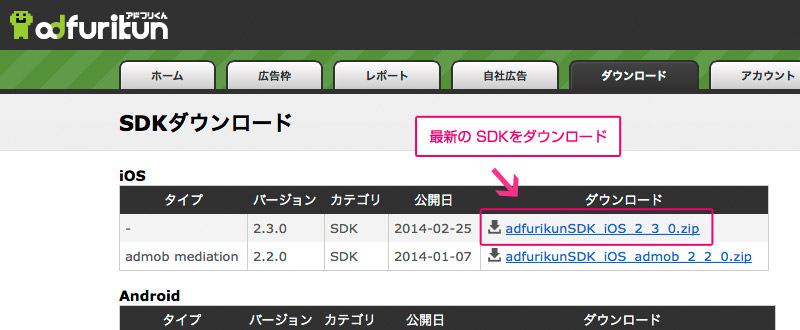 アドフリくん
adfurikun
ホーム 広告枠 レポート 自社広告 ダウンロード アカウント
SDKダウンロード
最新の SDKをダウンロード
iOS
タイプ バージョン カテゴリ 公開日 ダウンロード
- 2.3.0 SDK 2014-02-25 adfurikunSDK_iOS_2_3_0.zip
admob mediation 2.2.0 SDK 2014-01-07 adfurikunSDK_iOS_admob_2_2_0.zip
Android
タイプ バージョン カテゴリ 公開日 ダウンロード